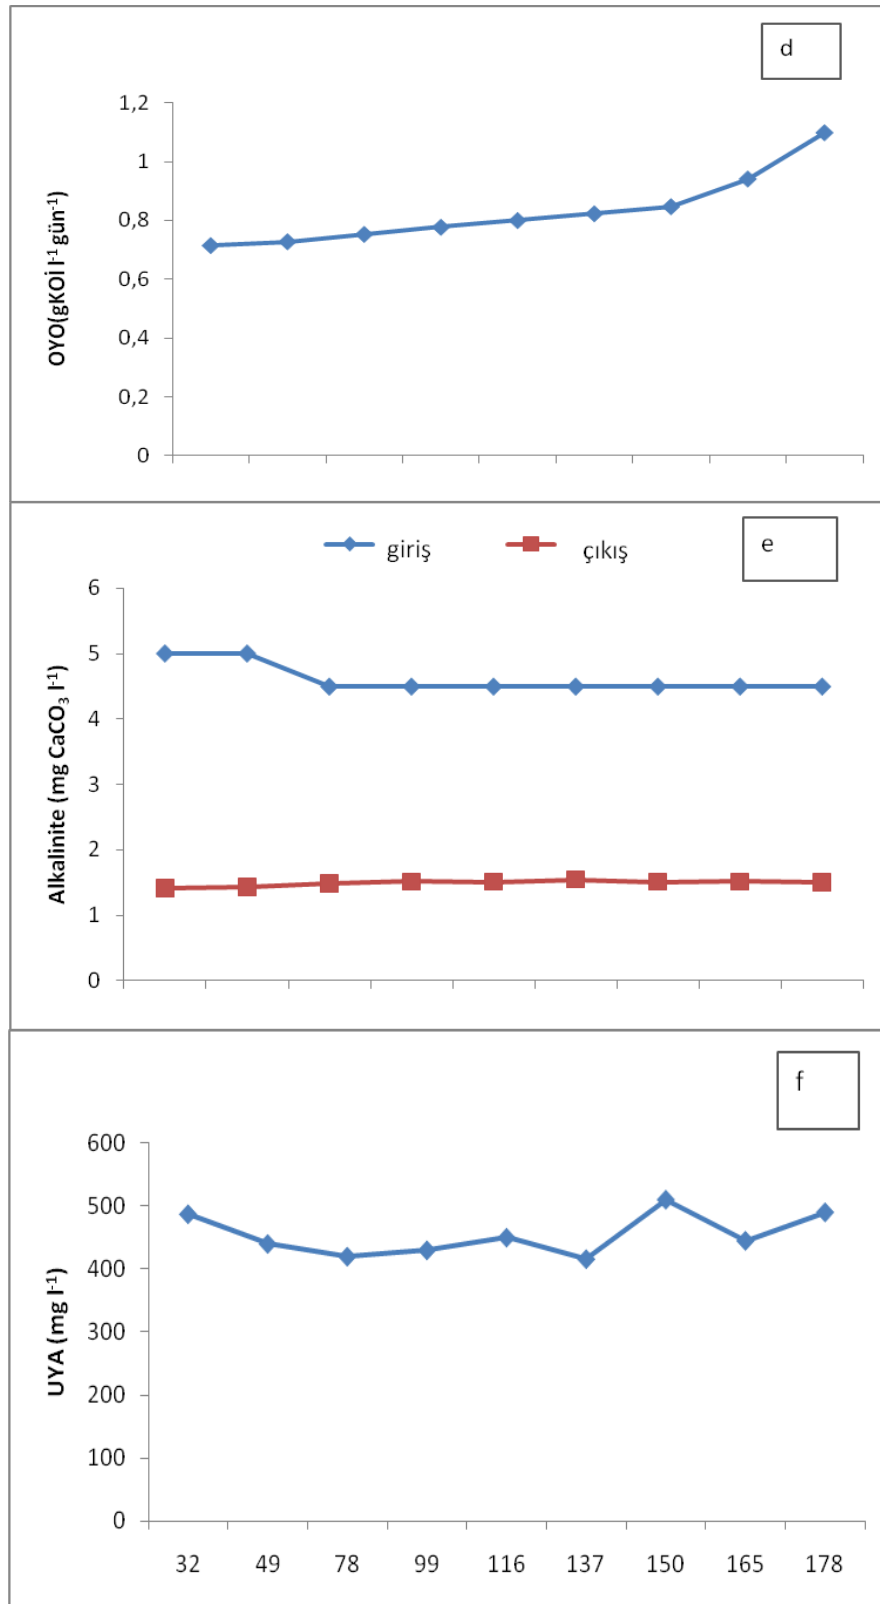 d
1,2
1
0,8
0,6
0,4
0,2
0
OYO(gKOİ l-1 gün-1)
giriş
çıkış
e
6
5
4
3
2
1
0
Alkalinite (mg CaCO3 l-1)
f
600
500
400
300
200
100
0
UYA (mg l-1)
32 49 78 99 116 137 150 165 178